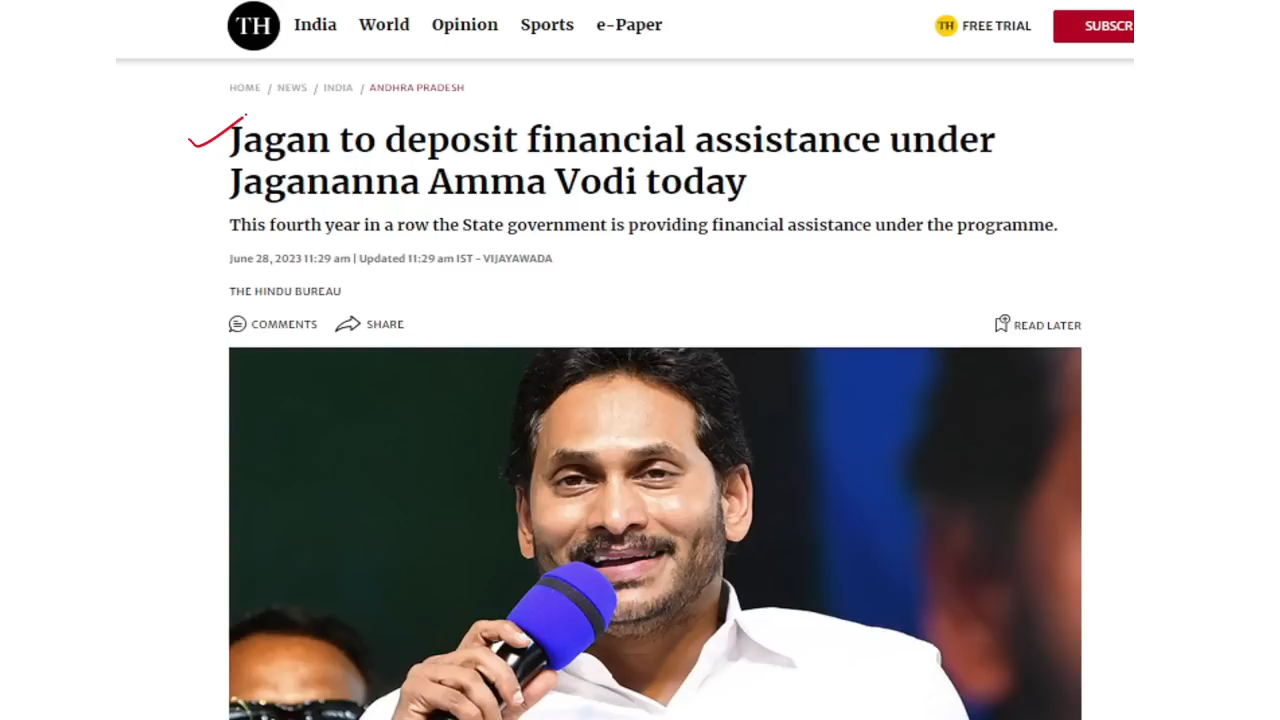 TH India World Opinion Sports e-Paper TH FREE TRIAL SUBSCR
HOME / NEWS / INDIA / ANDHRA PRADESH
Jagan to deposit financial assistance under
Jagananna Amma Vodi today
This fourth year in a row the State government is providing financial assistance under the programme.
June 28, 2023 11:29 am | Updated 11:29 am IST - VIJAYAWADA
THE HINDU BUREAU
COMMENTS SHARE READ LATER